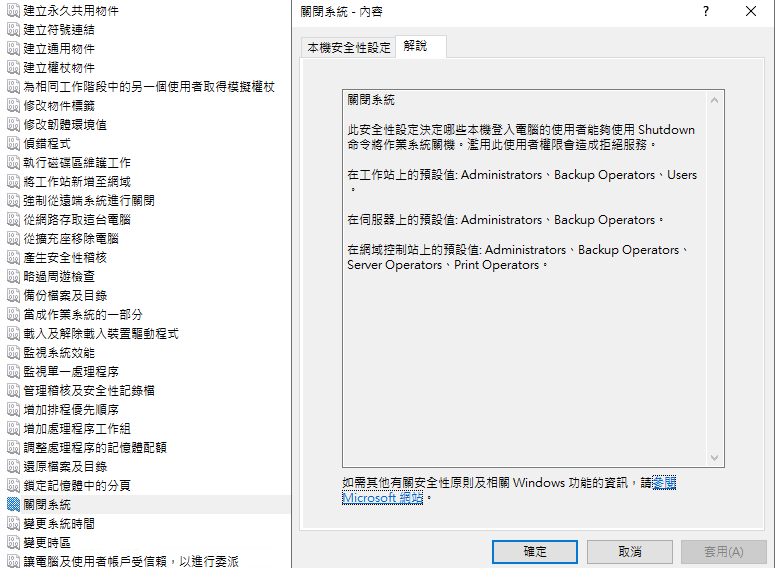 建立永久共用物件
建立符號連結
建立通用物件
建立權杖物件
為相同工作階段中的另一個使用者取得模擬權杖
修改物件標籤
修改韌體環境值
偵錯程式
執行磁碟區維護工作
將工作站新增至網域
強制從遠端系統進行關閉
從網路存取這台電腦
從擴充座移除電腦
產生安全性稽核
略過周遊檢查
備份檔案及目錄
當成作業系統的一部分
載入及解除載入裝置驅動程式
監視系統效能
監視單一處理程序
管理稽核及安全性記錄檔
增加排程優先順序
增加處理程序工作組
調整處理程序的記憶體配額
還原檔案及目錄
鎖定記憶體中的分頁
關閉系統
變更系統時間
變更時區
讓電腦及使用者帳戶受信賴，以進行委派
關閉系統 - 內容
?
本機安全性設定
解說
關閉系統
此安全性設定決定哪些本機登入電腦的使用者能夠使用 Shutdown
命令將作業系統關機。濫用此使用者權限會造成拒絕服務。
在工作站上的預設值: Administrators、Backup Operators、Users
。
在伺服器上的預設值: Administrators、Backup Operators。
在網域控制站上的預設值: Administrators、Backup Operators、
Server Operators、Print Operators。
如需其他有關安全性原則及相關 Windows 功能的資訊，請參閱
Microsoft 網站。
確定
取消
套用(A)